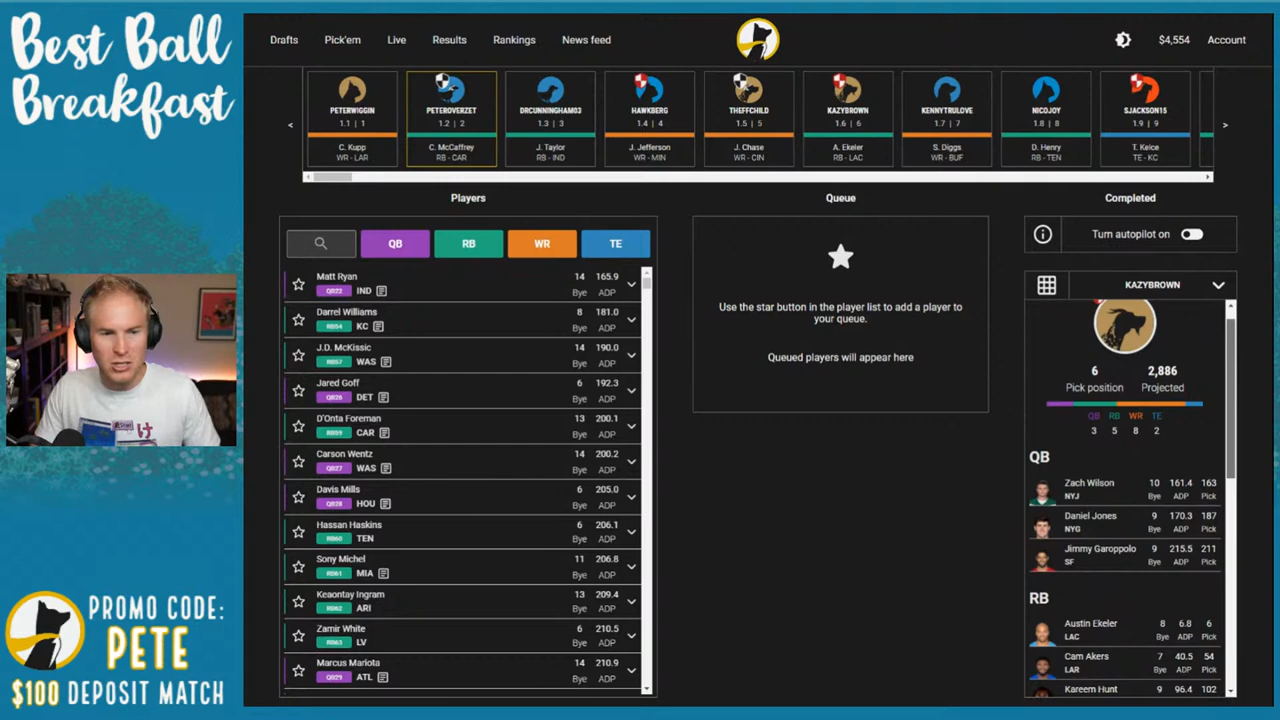 Best Ball
Breakfast
Drafts Pick'em Live Results Rankings News feed $4,554 Account
< PETERWIGGIN PETEROVERZET DRCUNNINGHAM03 HAWKBERG THEFFCHILD KAZYBROWN KENNYTRULOVE NICOJOY SJACKSON15 >
1.1 | 1 1.2 | 2 1.3 | 3 1.4 | 4 1.5 | 5 1.6 | 6 1.7 | 7 1.8 | 8 1.9 | 9
C. Kupp C. McCaffrey J. Taylor J. Jefferson J. Chase A. Ekeler S. Diggs D. Henry T. Kelce
WR - LAR RB - CAR RB - IND WR - MIN WR - CIN RB - LAC WR - BUF RB - TEN TE - KC
Players Queue Completed
QB RB WR TE
Matt Ryan 14 165.9
QB22 IND Bye ADP
Darrel Williams 8 181.0
RB54 KC Bye ADP
J.D. McKissic 14 190.0
RB57 WAS Bye ADP
Jared Goff 6 192.3
QB26 DET Bye ADP
D'Onta Foreman 13 200.1
RB59 CAR Bye ADP
Carson Wentz 14 200.2
QB27 WAS Bye ADP
Davis Mills 6 205.0
QB28 HOU Bye ADP
Hassan Haskins 6 206.1
RB60 TEN Bye ADP
Sony Michel 11 206.8
RB61 MIA Bye ADP
Keaontay Ingram 13 209.4
RB62 ARI Bye ADP
Zamir White 6 210.5
RB63 LV Bye ADP
Marcus Mariota 14 210.9
QB29 ATL Bye ADP
Use the star button in the player list to add a player to
your queue.
Queued players will appear here
Turn autopilot on
KAZYBROWN
6 2,886
Pick position Projected
QB RB WR TE
3 5 8 2
QB
Zach Wilson 10 161.4 163
NYJ Bye ADP Pick
Daniel Jones 9 170.3 187
NYG Bye ADP Pick
Jimmy Garoppolo 9 215.5 211
SF Bye ADP Pick
RB
Austin Ekeler 8 6.8 6
LAC Bye ADP Pick
Cam Akers 7 40.5 54
LAR Bye ADP Pick
Kareem Hunt 9 96.4 102
PROMO CODE:
PETE
$100 DEPOSIT MATCH